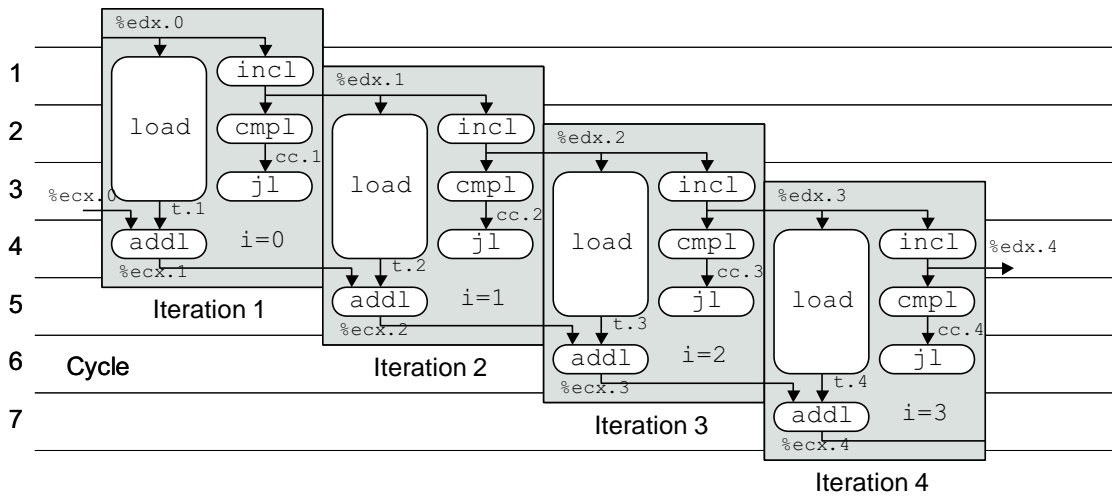 %edx.0
1
incl
%edx.1
load
2
cmpl
incl
%edx.2
cc.1
load
3
jl
cmpl
incl
%edx.3
%ecx.0
t.1
cc.2
load
4
addl
i=0
jl
cmpl
incl
%edx.4
%ecx.1
t.2
cc.3
load
5
Iteration 1
addl
i=1
jl
cmpl
%ecx.2
t.3
cc.4
6
Cycle
Iteration 2
addl
i=2
jl
%ecx.3
t.4
7
Iteration 3
addl
i=3
%ecx.4
Iteration 4